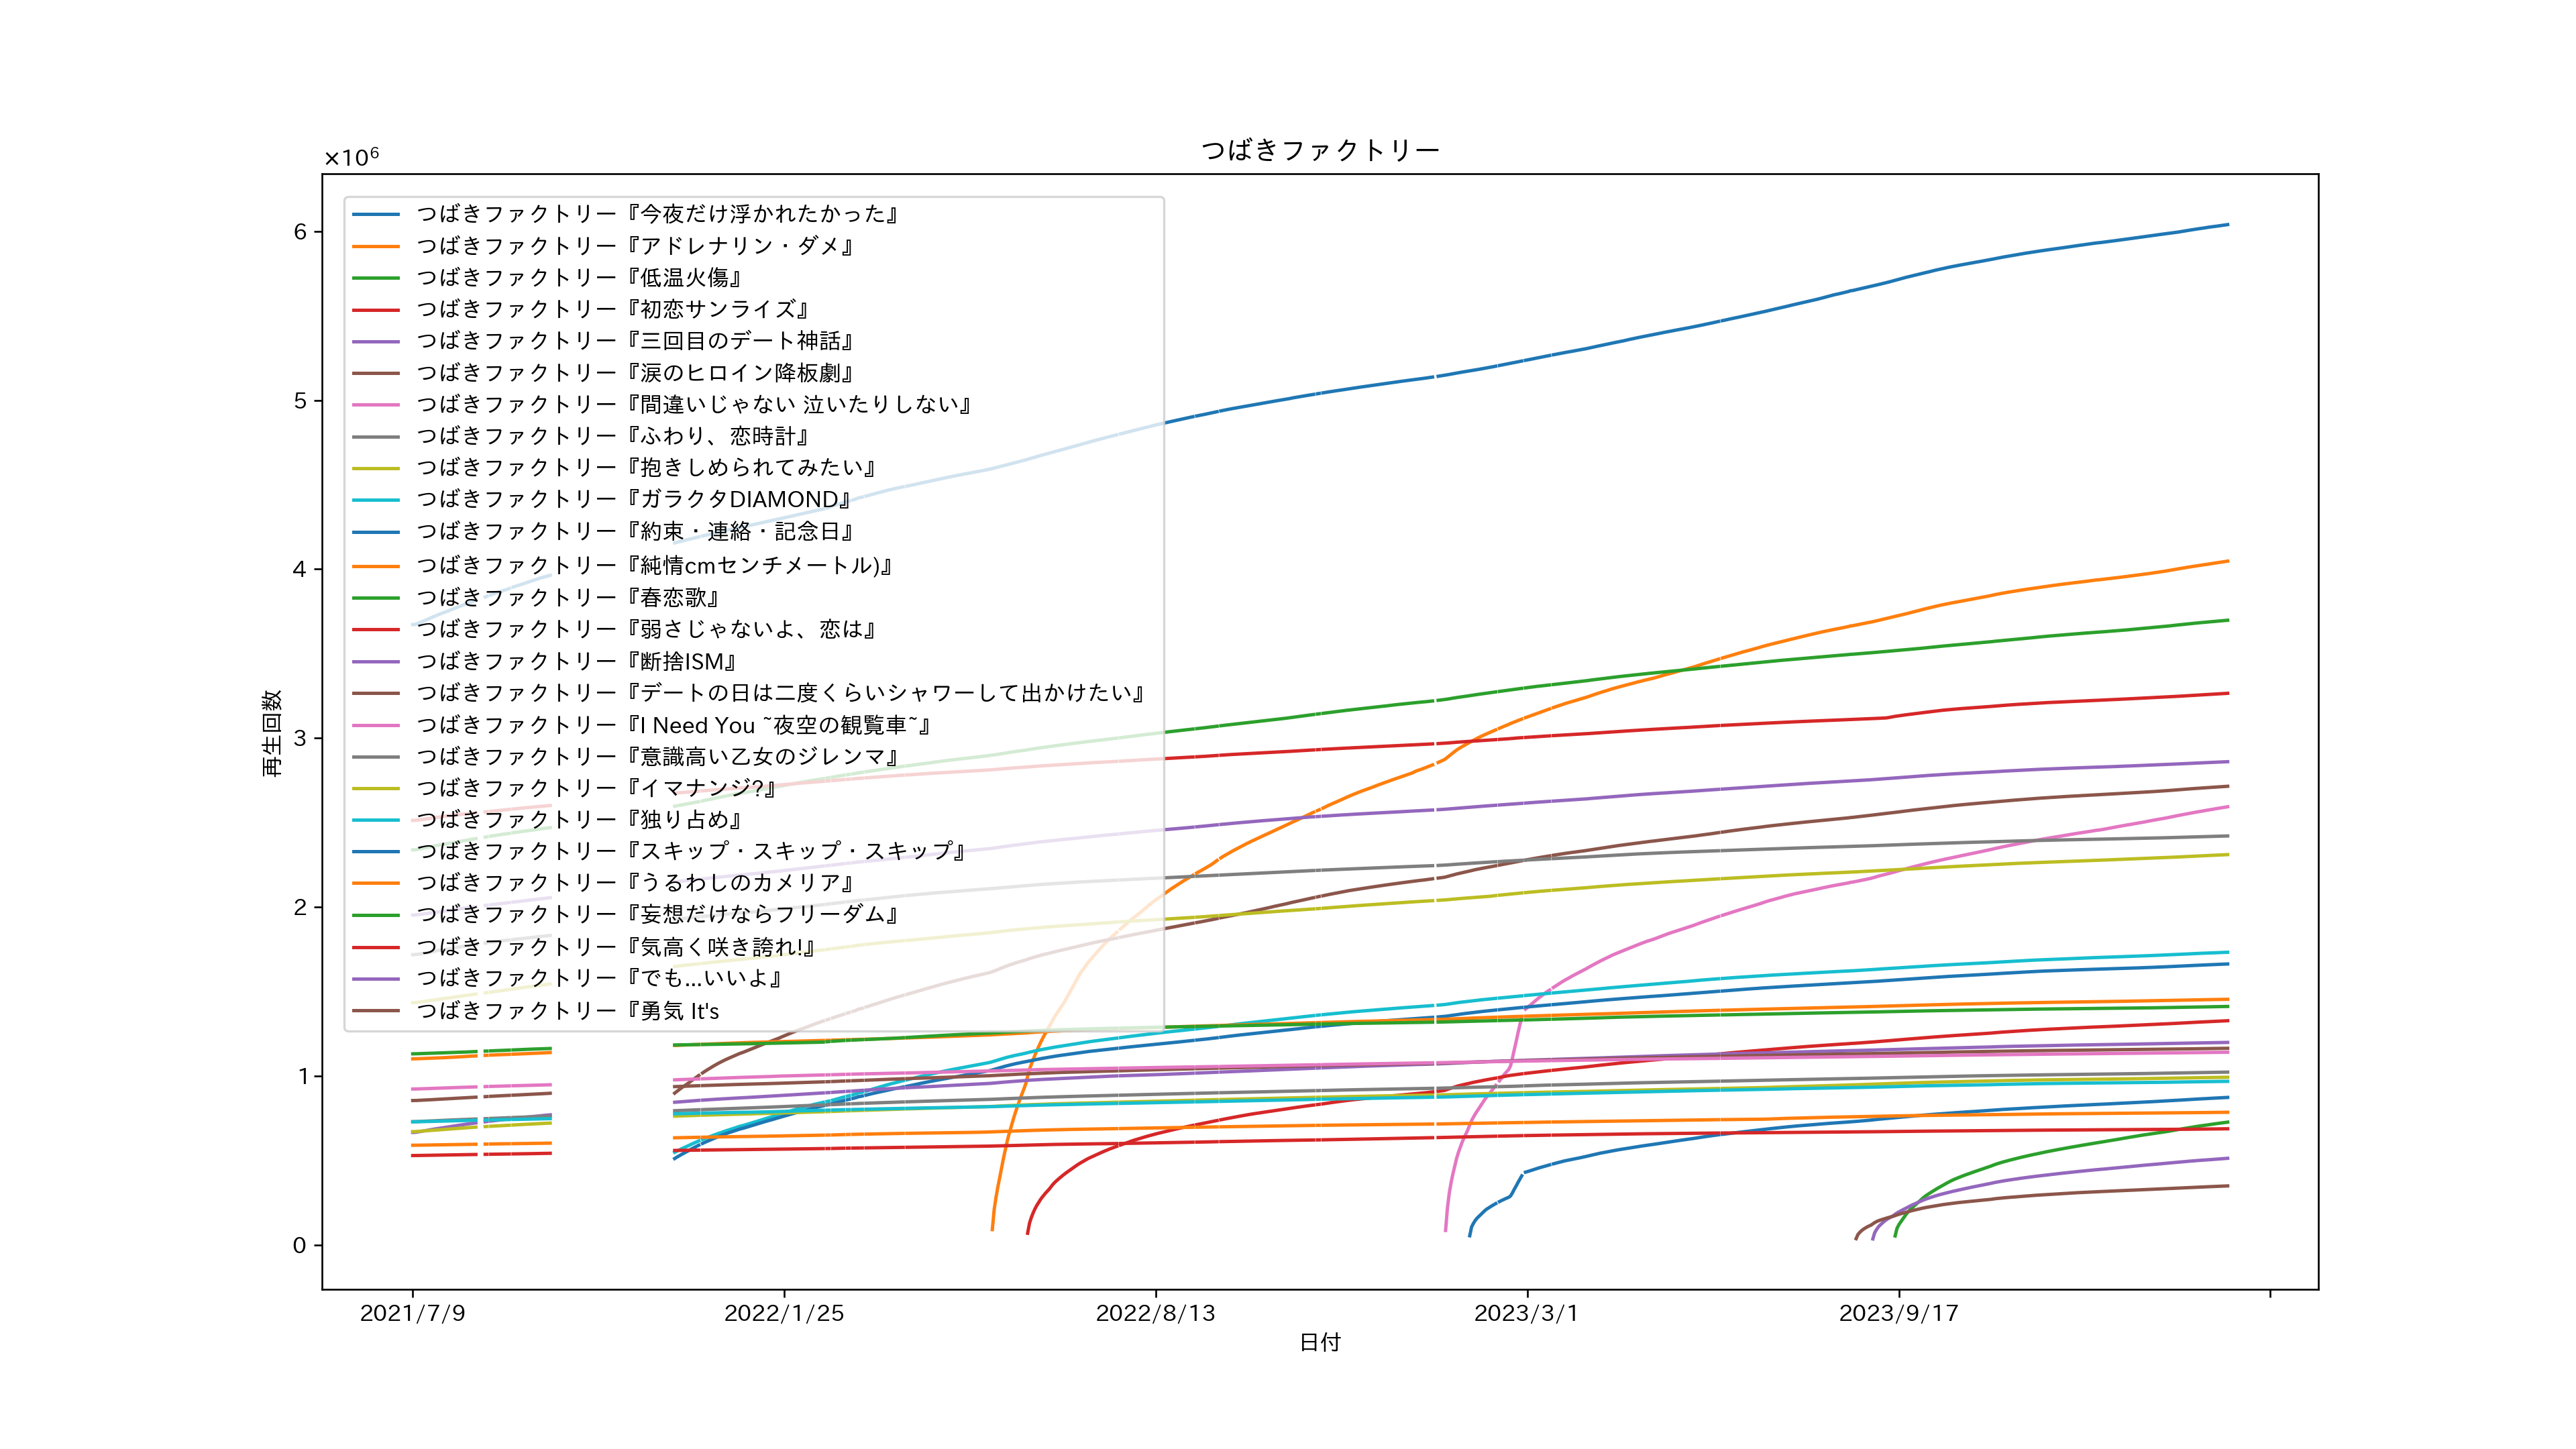 つばきファクトリー
×10⁶
つばきファクトリー『今夜だけ浮かれたかった』
つばきファクトリー『アドレナリン・ダメ』
つばきファクトリー『低温火傷』
つばきファクトリー『初恋サンライズ』
つばきファクトリー『三回目のデート神話』
つばきファクトリー『涙のヒロイン降板劇』
つばきファクトリー『間違いじゃない 泣いたりしない』
つばきファクトリー『ふわり、恋時計』
つばきファクトリー『抱きしめられてみたい』
つばきファクトリー『ガラクタDIAMOND』
つばきファクトリー『約束・連絡・記念日』
つばきファクトリー『純情cmセンチメートル)』
つばきファクトリー『春恋歌』
つばきファクトリー『弱さじゃないよ、恋は』
つばきファクトリー『断捨ISM』
つばきファクトリー『デートの日は二度くらいシャワーして出かけたい』
つばきファクトリー『I Need You ~夜空の観覧車~』
つばきファクトリー『意識高い乙女のジレンマ』
つばきファクトリー『イマナンジ?』
つばきファクトリー『独り占め』
つばきファクトリー『スキップ・スキップ・スキップ』
つばきファクトリー『うるわしのカメリア』
つばきファクトリー『妄想だけならフリーダム』
つばきファクトリー『気高く咲き誇れ!』
つばきファクトリー『でも...いいよ』
つばきファクトリー『勇気 It's
6
5
4
3
2
1
0
再生回数
2021/7/9
2022/1/25
2022/8/13
2023/3/1
2023/9/17
日付